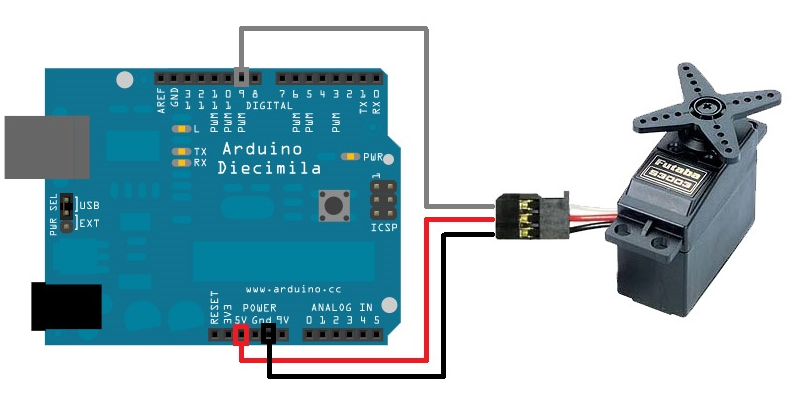 AREF
GND
13
12
11
10
9
8
7
6
5
4
3
2
TX 1
RX 0
PWM
PWM
PWM
PWM
PWM
PWM
DIGITAL
L
TX
RX
Arduino
Diecimila
PWR
1
ICSP
PWR SEL
USB
EXT
www.arduino.cc
RESET
3V3
5V
Gnd
9V
POWER
ANALOG IN
0 1 2 3 4 5
Futaba
S3003